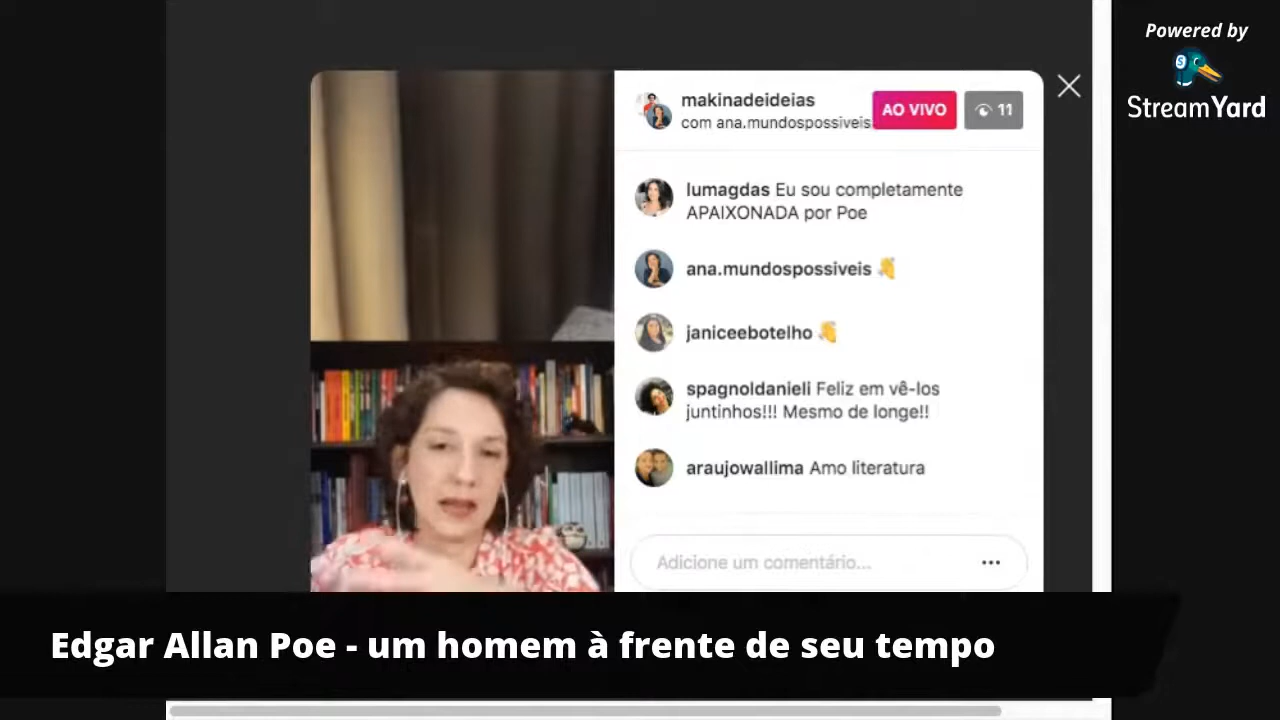 Powered by
StreamYard
makinadeideias
com ana.mundospossiveis
AO VIVO
11
lumagdas Eu sou completamente
APAIXONADA por Poe
ana.mundospossiveis 👏
janiceebotelho 👏
spagnoldanieli Feliz em vê-los
juntinhos!!! Mesmo de longe!!
araujowallima Amo literatura
Adicione um comentário...
Edgar Allan Poe - um homem à frente de seu tempo